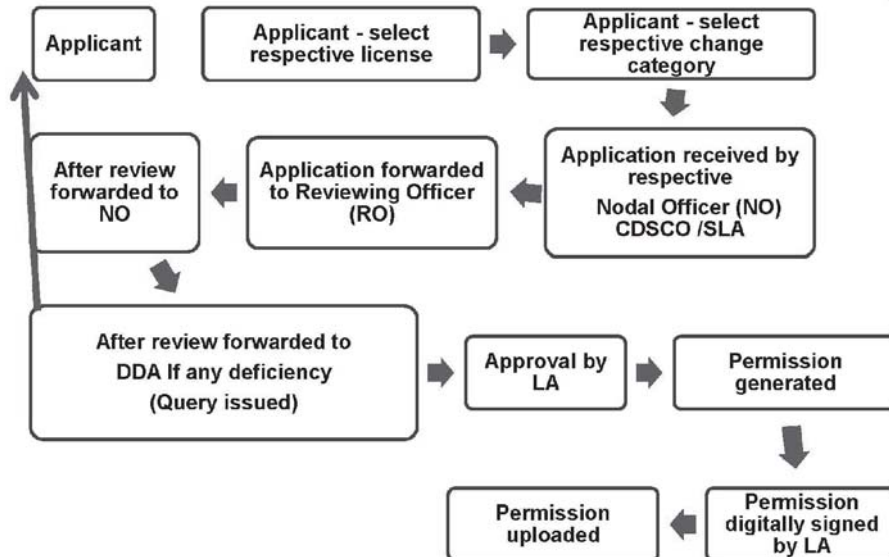 Applicant
Applicant - select
respective license
Applicant - select
respective change
category
Application received by
respective
Nodal Officer (NO)
CDSCO /SLA
Application forwarded
to Reviewing Officer
(RO)
After review
forwarded to
NO
After review forwarded to
DDA If any deficiency
(Query issued)
Approval by
LA
Permission
generated
Permission
digitally signed
by LA
Permission
uploaded